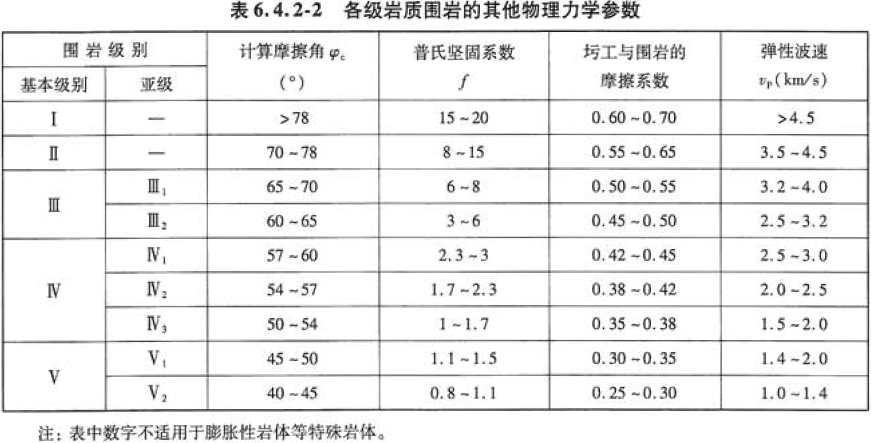 表 6.4.2-2 各级岩质围岩的其他物理力学参数
围岩级别 计算摩擦角 φc (°) 普氏坚固系数 f 圬工与围岩的摩擦系数 弹性波速 vP(km/s)
基本级别 亚级
Ⅰ — >78 15~20 0.60~0.70 >4.5
Ⅱ — 70~78 8~15 0.55~0.65 3.5~4.5
Ⅲ Ⅲ1 65~70 6~8 0.50~0.55 3.2~4.0
Ⅲ2 60~65 3~6 0.45~0.50 2.5~3.2
Ⅳ Ⅳ1 57~60 2.3~3 0.42~0.45 2.5~3.0
Ⅳ2 54~57 1.7~2.3 0.38~0.42 2.0~2.5
Ⅳ3 50~54 1~1.7 0.35~0.38 1.5~2.0
Ⅴ Ⅴ1 45~50 1.1~1.5 0.30~0.35 1.4~2.0
Ⅴ2 40~45 0.8~1.1 0.25~0.30 1.0~1.4
注：表中数字不适用于膨胀性岩体等特殊岩体。